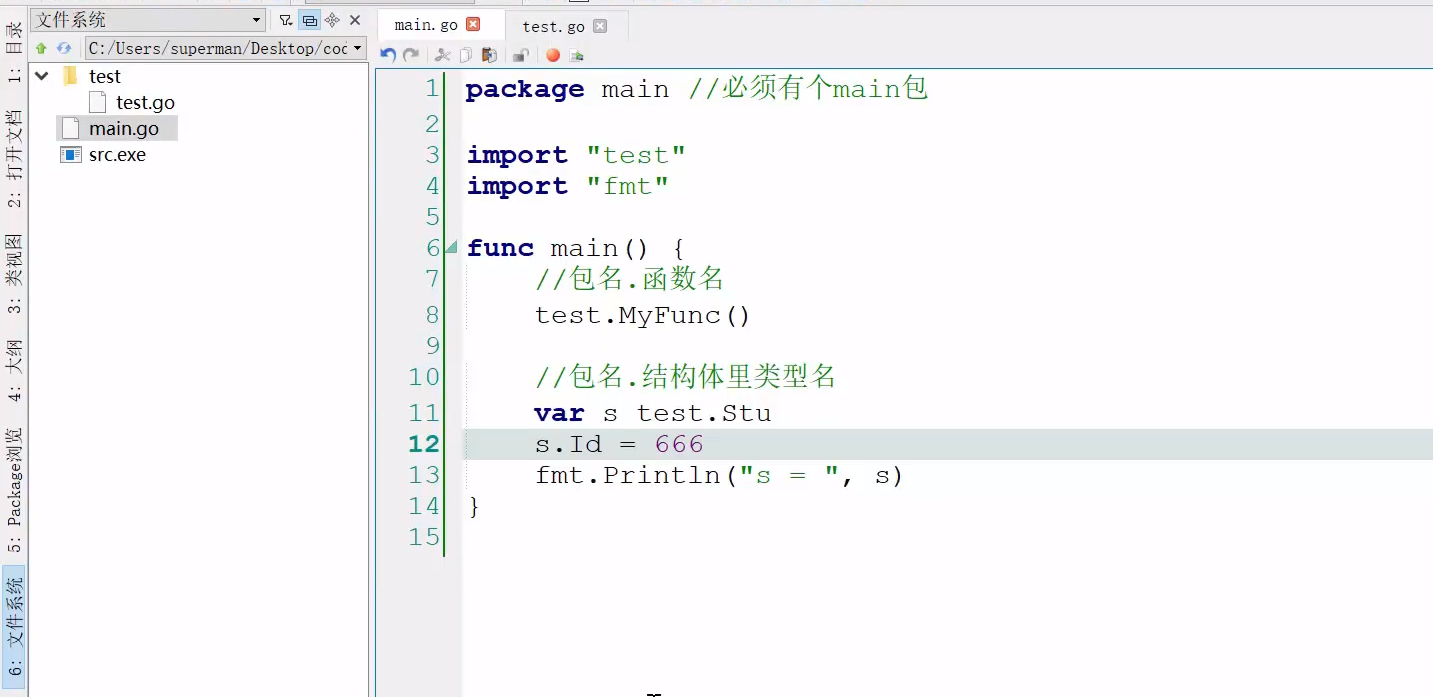 文件系统
C:/Users/superman/Desktop/coc
test
test.go
main.go
src.exe
1: 目录
2: 打开文档
3: 类视图
4: 大纲
5: Package浏览
6: 文件系统
main.go
test.go
1 package main //必须有个main包
2
3 import "test"
4 import "fmt"
5
6 func main() {
7 //包名.函数名
8 test.MyFunc()
9
10 //包名.结构体里类型名
11 var s test.Stu
12 s.Id = 666
13 fmt.Println("s = ", s)
14 }
15